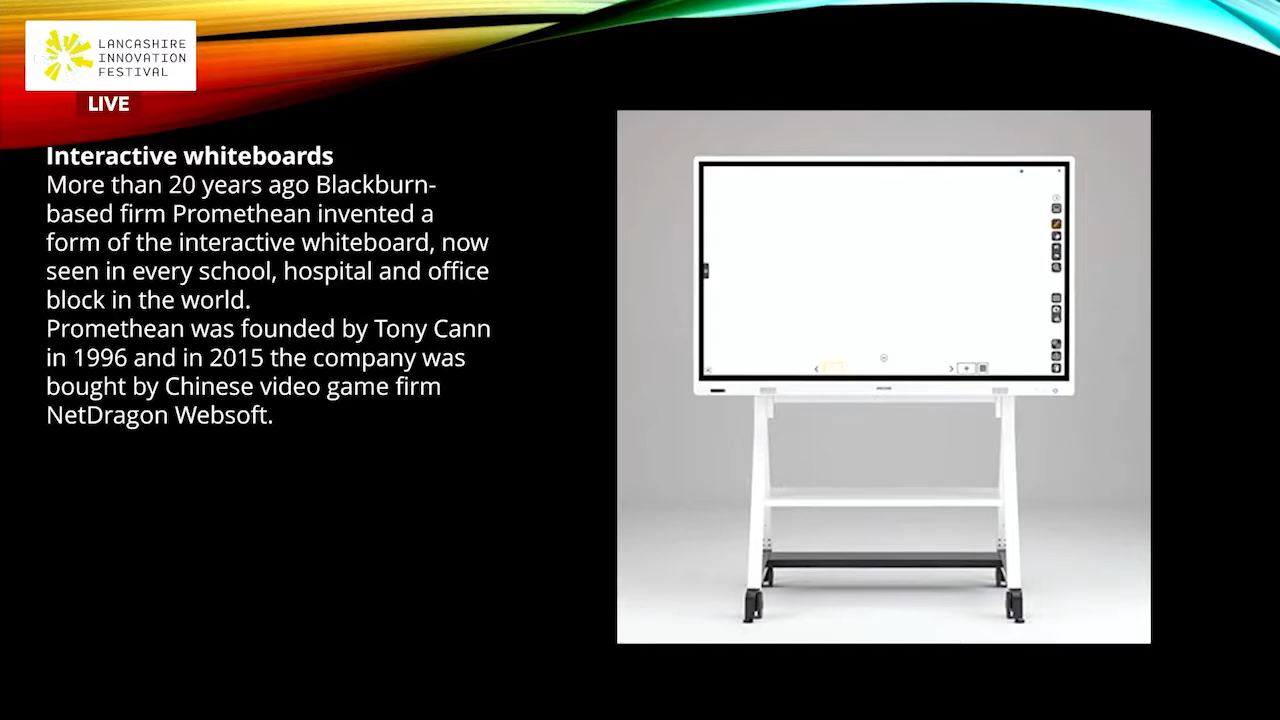 LANCASHIRE
INNOVATION
FESTIVAL
LIVE
Interactive whiteboards
More than 20 years ago Blackburn-
based firm Promethean invented a
form of the interactive whiteboard, now
seen in every school, hospital and office
block in the world.
Promethean was founded by Tony Cann
in 1996 and in 2015 the company was
bought by Chinese video game firm
NetDragon Websoft.